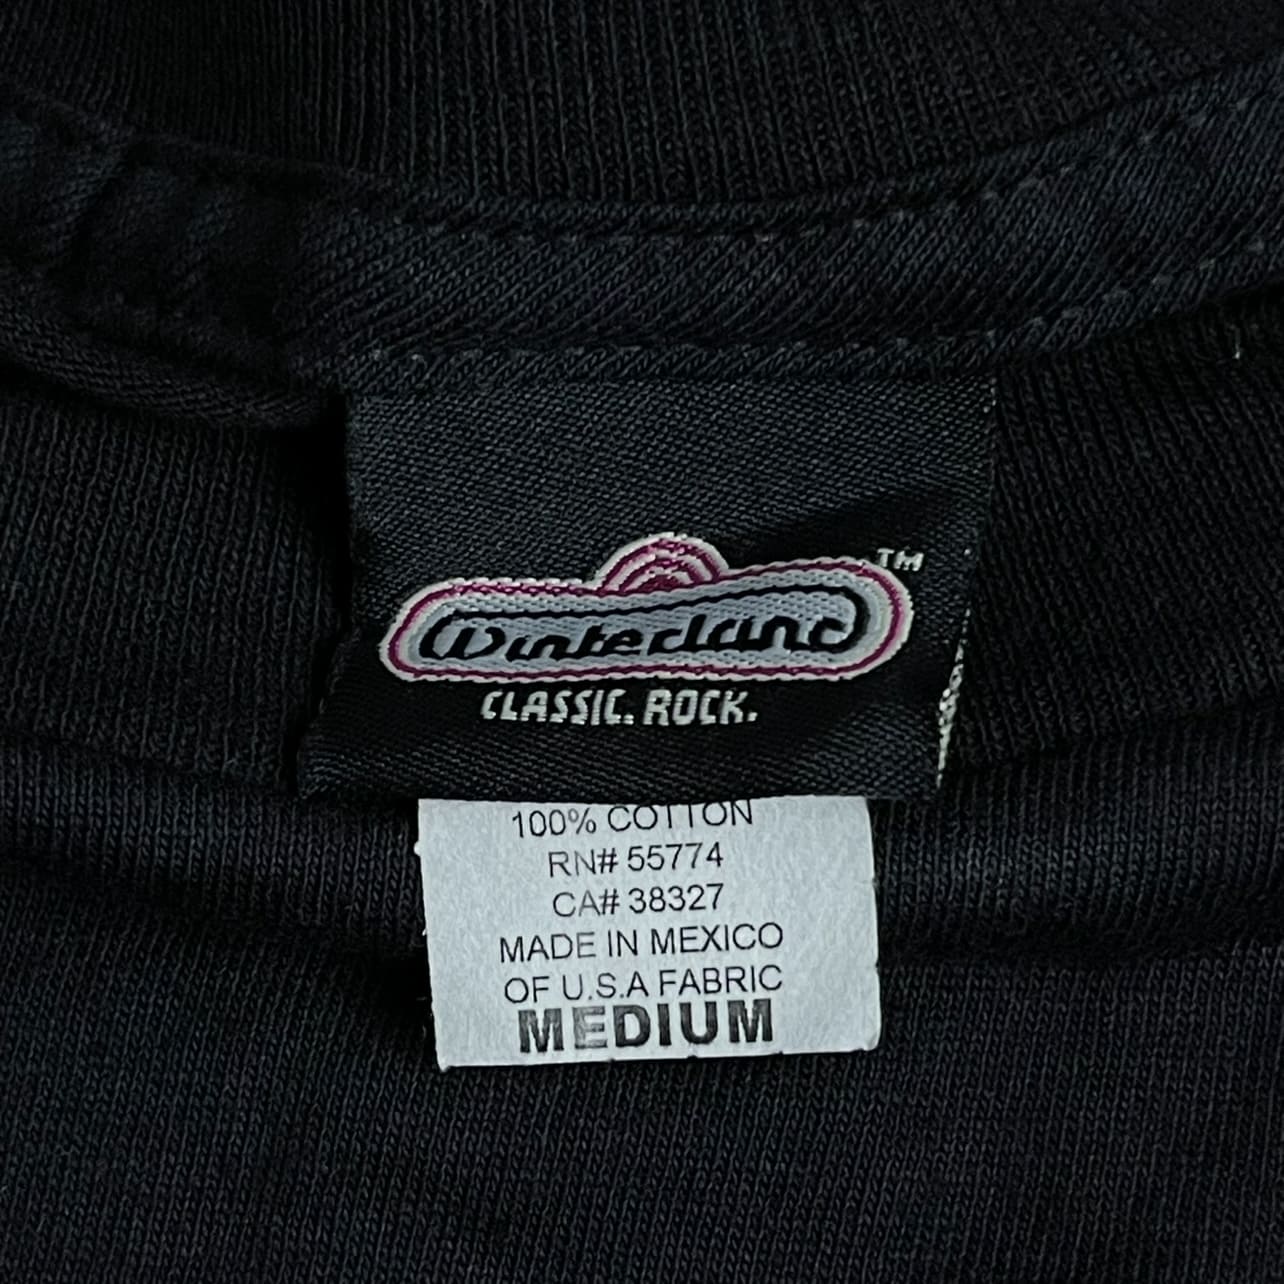 Winterland TM
CLASSIC. ROCK.
100% COTTON
RN# 55774
CA# 38327
MADE IN MEXICO
OF U.S.A FABRIC
MEDIUM